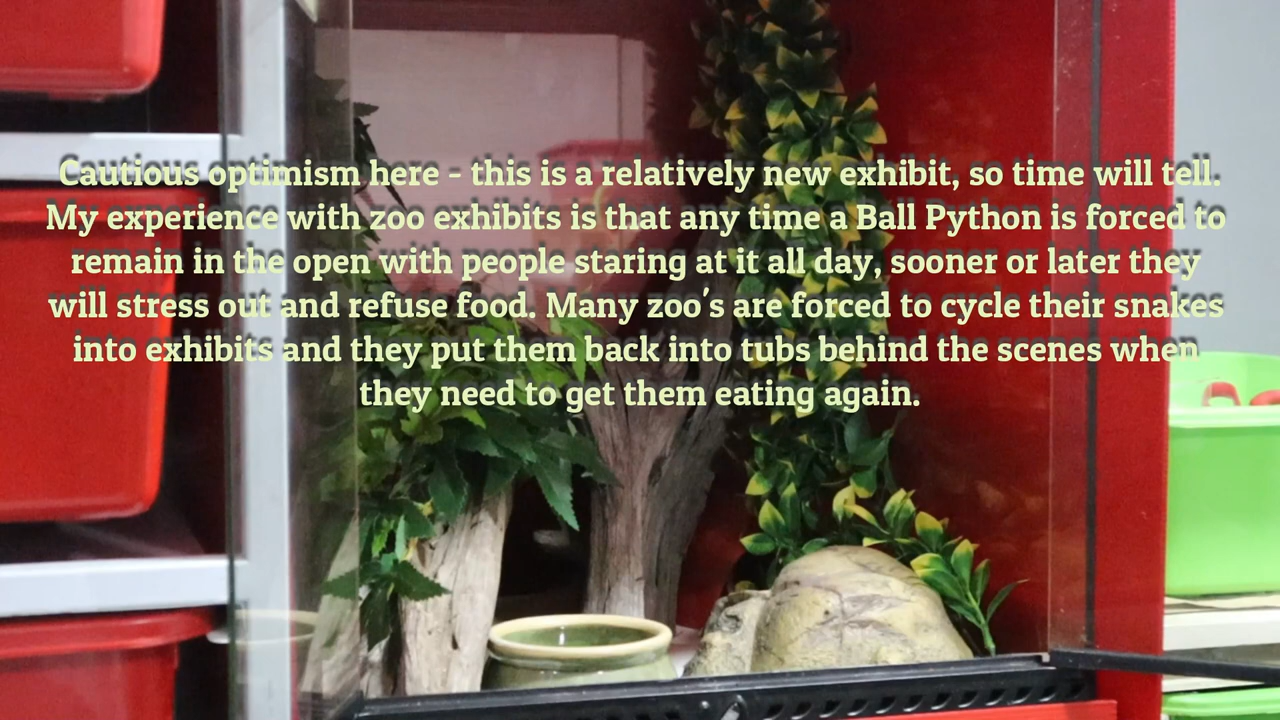 Cautious optimism here - this is a relatively new exhibit, so time will tell.
My experience with zoo exhibits is that any time a Ball Python is forced to
remain in the open with people staring at it all day, sooner or later they
will stress out and refuse food. Many zoo's are forced to cycle their snakes
into exhibits and they put them back into tubs behind the scenes when
they need to get them eating again.